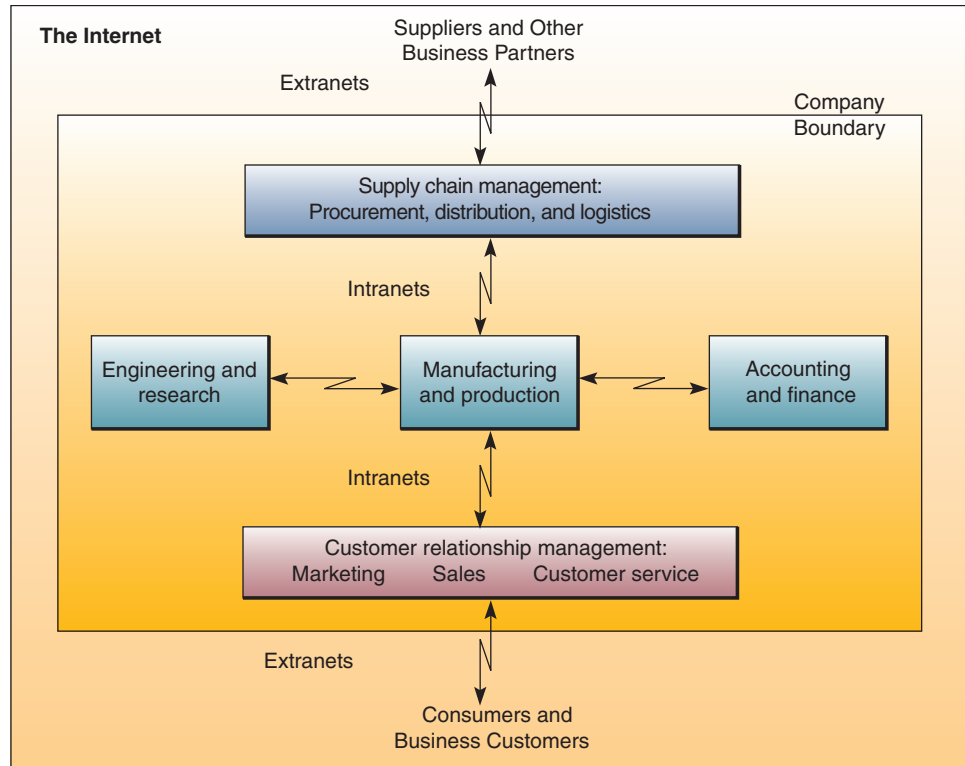 The Internet
Suppliers and Other
Business Partners
Extranets
Company
Boundary
Supply chain management:
Procurement, distribution, and logistics
Intranets
Engineering and
research
Manufacturing
and production
Accounting
and finance
Intranets
Customer relationship management:
Marketing Sales Customer service
Extranets
Consumers and
Business Customers